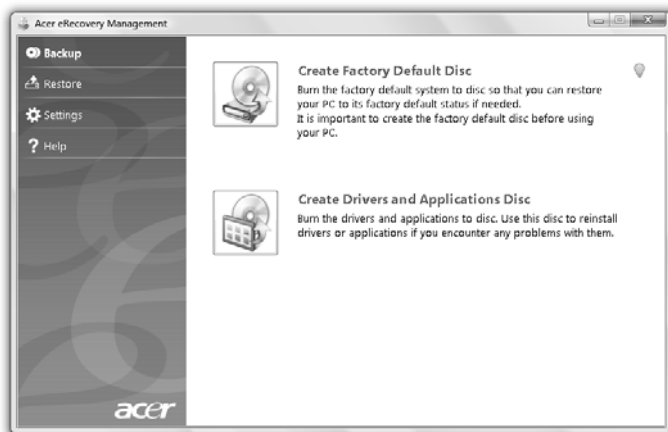 Acer eRecovery Management
Backup
Restore
Settings
Help
Create Factory Default Disc
Burn the factory default system to disc so that you can restore
your PC to its factory default status if needed.
It is important to create the factory default disc before using
your PC.
Create Drivers and Applications Disc
Burn the drivers and applications to disc. Use this disc to reinstall
drivers or applications if you encounter any problems with them.
acer